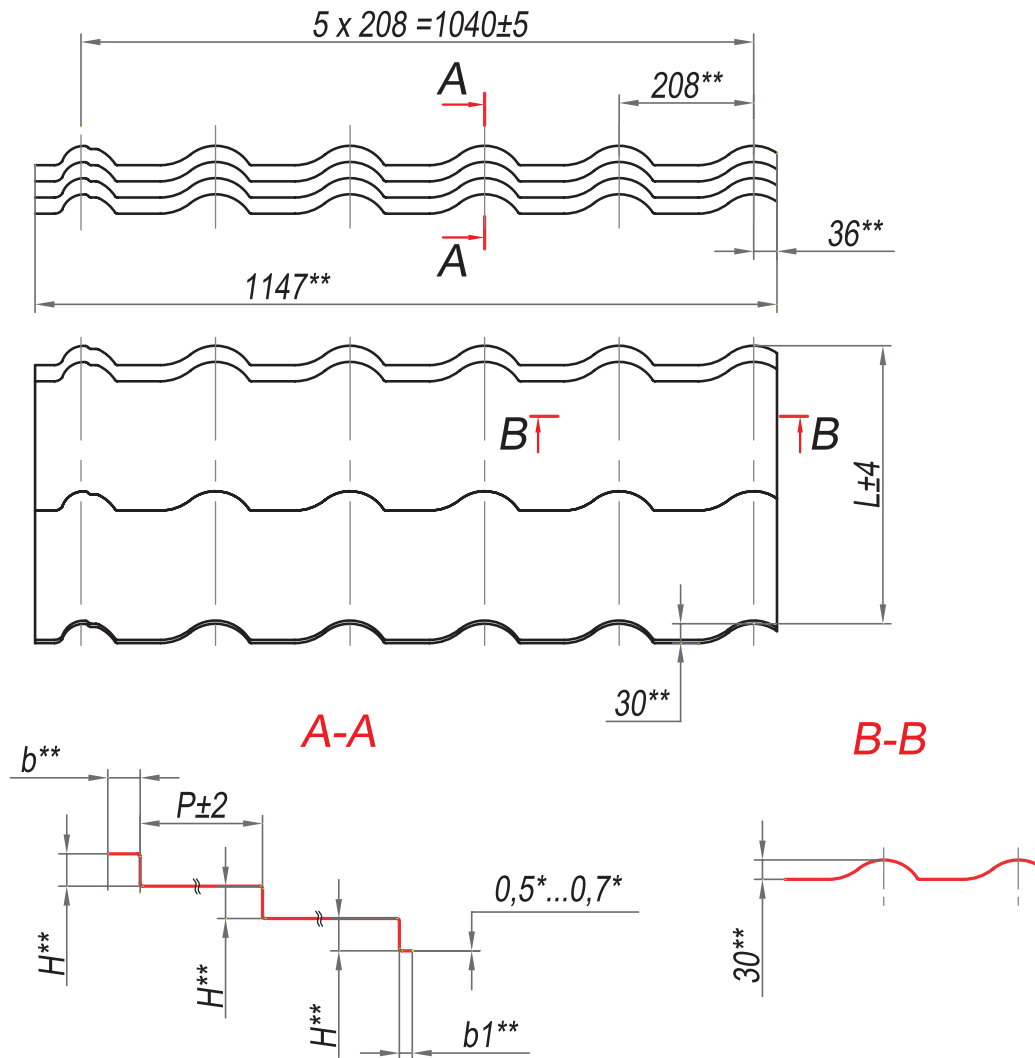 5 x 208 =1040±5
A
208**
A
36**
1147**
B
B
L±4
30**
A-A
B-B
b**
P±2
0,5*...0,7*
H**
H**
H**
b1**
30**